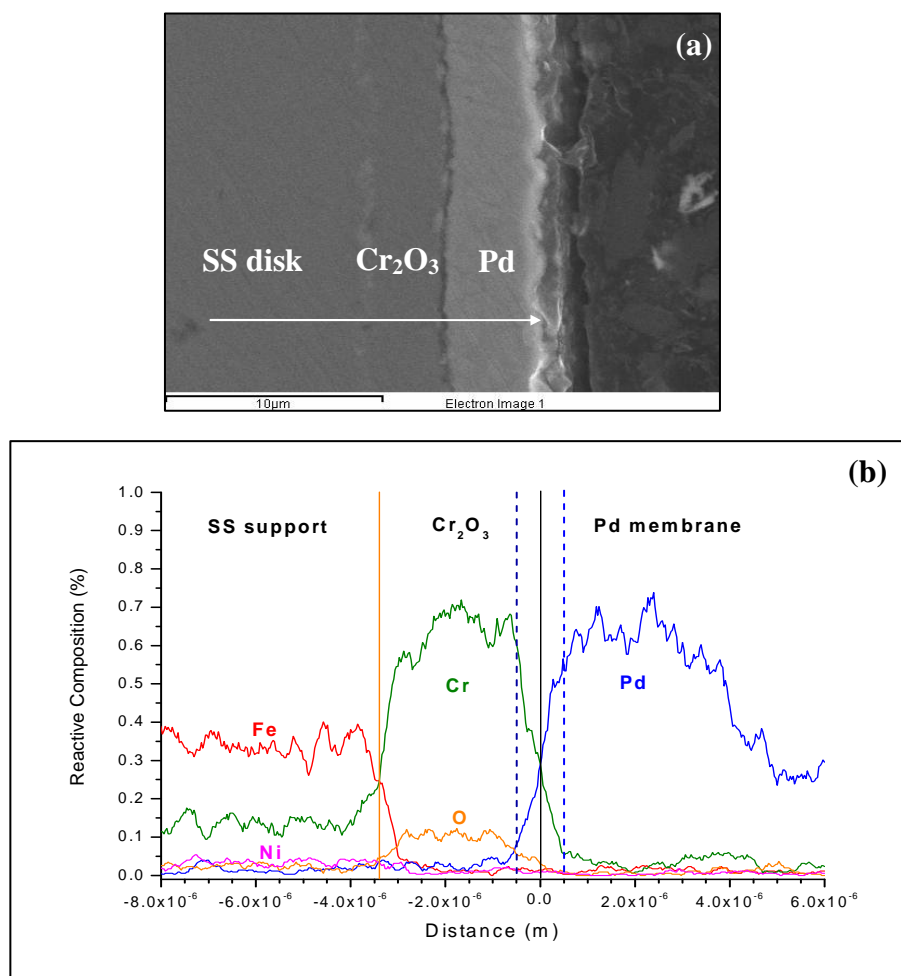 (a)
SS disk Cr₂O₃ Pd
10µm Electron Image 1
(b)
1.0
0.9
SS support Cr₂O₃ Pd membrane
0.8
0.7
0.6
0.5
Cr Pd
0.4
Fe
0.3
0.2
0.1
O
Ni
0.0
Reactive Composition (%)
-8.0x10⁻⁶ -6.0x10⁻⁶ -4.0x10⁻⁶ -2.0x10⁻⁶ 0.0 2.0x10⁻⁶ 4.0x10⁻⁶ 6.0x10⁻⁶
Distance (m)